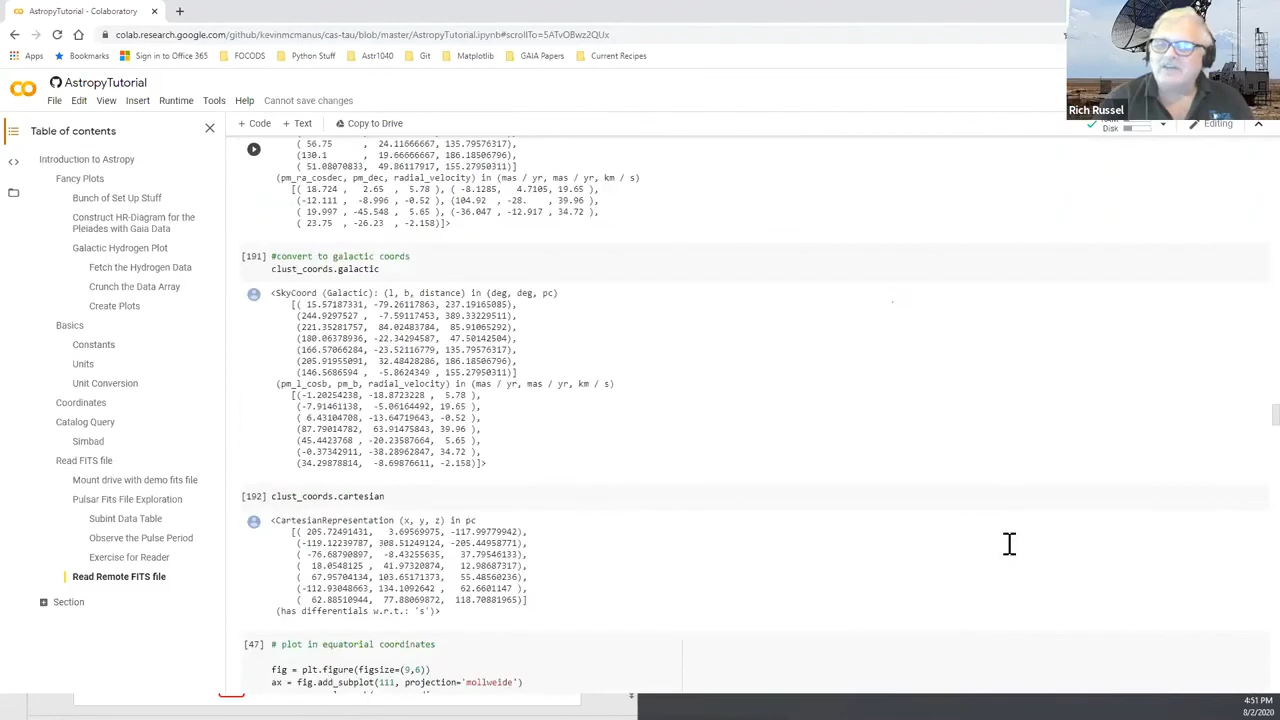 AstropyTutorial - Colaboratory
colab.research.google.com/github/kevinmcmanus/cas-tau/blob/master/AstropyTutorial.ipynb#scrollTo=5ATvOBwz2QUx
Apps Bookmarks Sign in to Office 365 FOCODS Python Stuff Astr1040 Git Matplotlib GAIA Papers Current Recipes
AstropyTutorial
File Edit View Insert Runtime Tools Help Cannot save changes
+ Code + Text Copy to Drive
Disk
Editing
Rich Russel
Table of contents
Introduction to Astropy
Fancy Plots
Bunch of Set Up Stuff
Construct HR-Diagram for the
Pleiades with Gaia Data
Galactic Hydrogen Plot
Fetch the Hydrogen Data
Crunch the Data Array
Create Plots
Basics
Constants
Units
Unit Conversion
Coordinates
Catalog Query
Simbad
Read FITS file
Mount drive with demo fits file
Pulsar Fits File Exploration
Subint Data Table
Observe the Pulse Period
Exercise for Reader
Read Remote FITS file
Section
( 56.75 , 24.11666667, 135.79576317),
(130.1 , 19.66666667, 186.18506796),
( 51.08070833, 49.86117917, 155.27950311)]
(pm_ra_cosdec, pm_dec, radial_velocity) in (mas / yr, mas / yr, km / s)
[( 18.724 , 2.65 , 5.78 ), ( -8.1285, 4.7105, 19.65 ),
(-12.111 , -8.996 , -0.52 ), (104.92 , -28. , 39.96 ),
( 19.997 , -45.548 , 5.65 ), (-36.047 , -12.917 , 34.72 ),
( 23.75 , -26.23 , -2.158)]>
[191] #convert to galactic coords
clust_coords.galactic
<SkyCoord (Galactic): (l, b, distance) in (deg, deg, pc)
[( 15.57187331, -79.26117863, 237.19165085),
(244.9297527 , -7.59117453, 389.33229511),
(221.35281757, 84.02483784, 85.91065292),
(180.06378936, -22.34294587, 47.50142504),
(166.57066284, -23.52116779, 135.79576317),
(205.91955091, 32.48428286, 186.18506796),
(146.5686594 , -5.8624349 , 155.27950311)]
(pm_l_cosb, pm_b, radial_velocity) in (mas / yr, mas / yr, km / s)
[(-1.20254238, -18.8723228 , 5.78 ),
(-7.91461138, -5.06164492, 19.65 ),
( 6.43104708, -13.64719643, -0.52 ),
(87.79014782, 63.91475843, 39.96 ),
(45.4423768 , -20.23587664, 5.65 ),
(-0.37342911, -38.28962847, 34.72 ),
(34.29878814, -8.69876611, -2.158)]>
[192] clust_coords.cartesian
<CartesianRepresentation (x, y, z) in pc
[( 205.72491431, 3.69569975, -117.99779942),
(-119.12239787, 308.51249124, -205.44958771),
( -76.68790897, -8.43255635, 37.79546133),
( 18.0548125 , 41.97320874, 12.98687317),
( 67.95704134, 103.65171373, 55.48560236),
(-112.93048663, 134.1092642 , 62.6601147 ),
( 62.88510944, 77.88069872, 118.70881965)]
(has differentials w.r.t.: 's')>
[47] # plot in equatorial coordinates
fig = plt.figure(figsize=(9,6))
ax = fig.add_subplot(111, projection='mollweide')
4:51 PM
8/2/2020